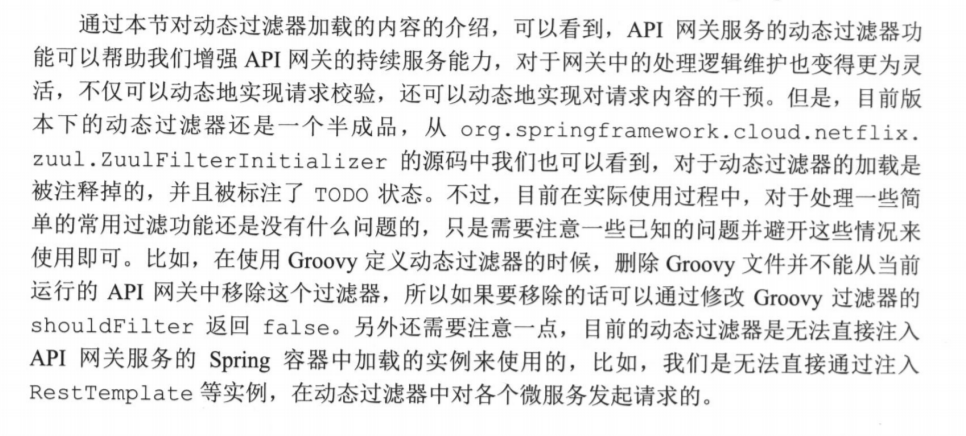 通过本节对动态过滤器加载的内容的介绍，可以看到，API 网关服务的动态过滤器功
能可以帮助我们增强 API 网关的持续服务能力，对于网关中的处理逻辑维护也变得更为灵
活，不仅可以动态地实现请求校验，还可以动态地实现对请求内容的干预。但是，目前版
本下的动态过滤器还是一个半成品，从 org.springframework.cloud.netflix.
zuul.ZuulFilterInitializer 的源码中我们也可以看到，对于动态过滤器的加载是
被注释掉的，并且被标注了 TODO 状态。不过，目前在实际使用过程中，对于处理一些简
单的常用过滤功能还是没有什么问题的，只是需要注意一些已知的问题并避开这些情况来
使用即可。比如，在使用 Groovy 定义动态过滤器的时候，删除 Groovy 文件并不能从当前
运行的 API 网关中移除这个过滤器，所以如果要移除的话可以通过修改 Groovy 过滤器的
shouldFilter 返回 false。另外还需要注意一点，目前的动态过滤器是无法直接注入
API 网关服务的 Spring 容器中加载的实例来使用的，比如，我们是无法直接通过注入
RestTemplate 等实例，在动态过滤器中对各个微服务发起请求的。